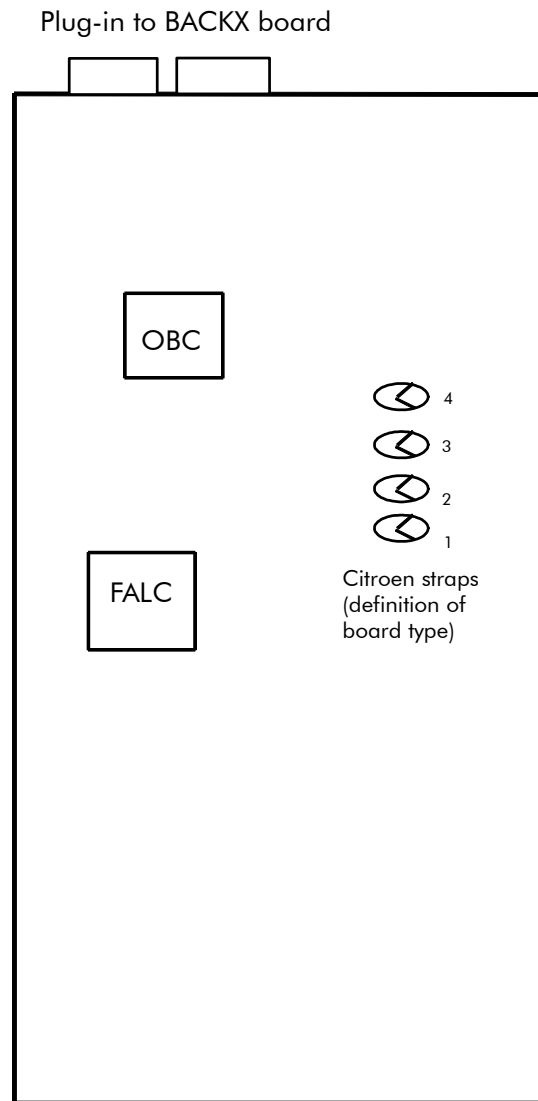 Plug-in to BACKX board
OBC
4
3
2
1
FALC
Citroen straps
(definition of
board type)